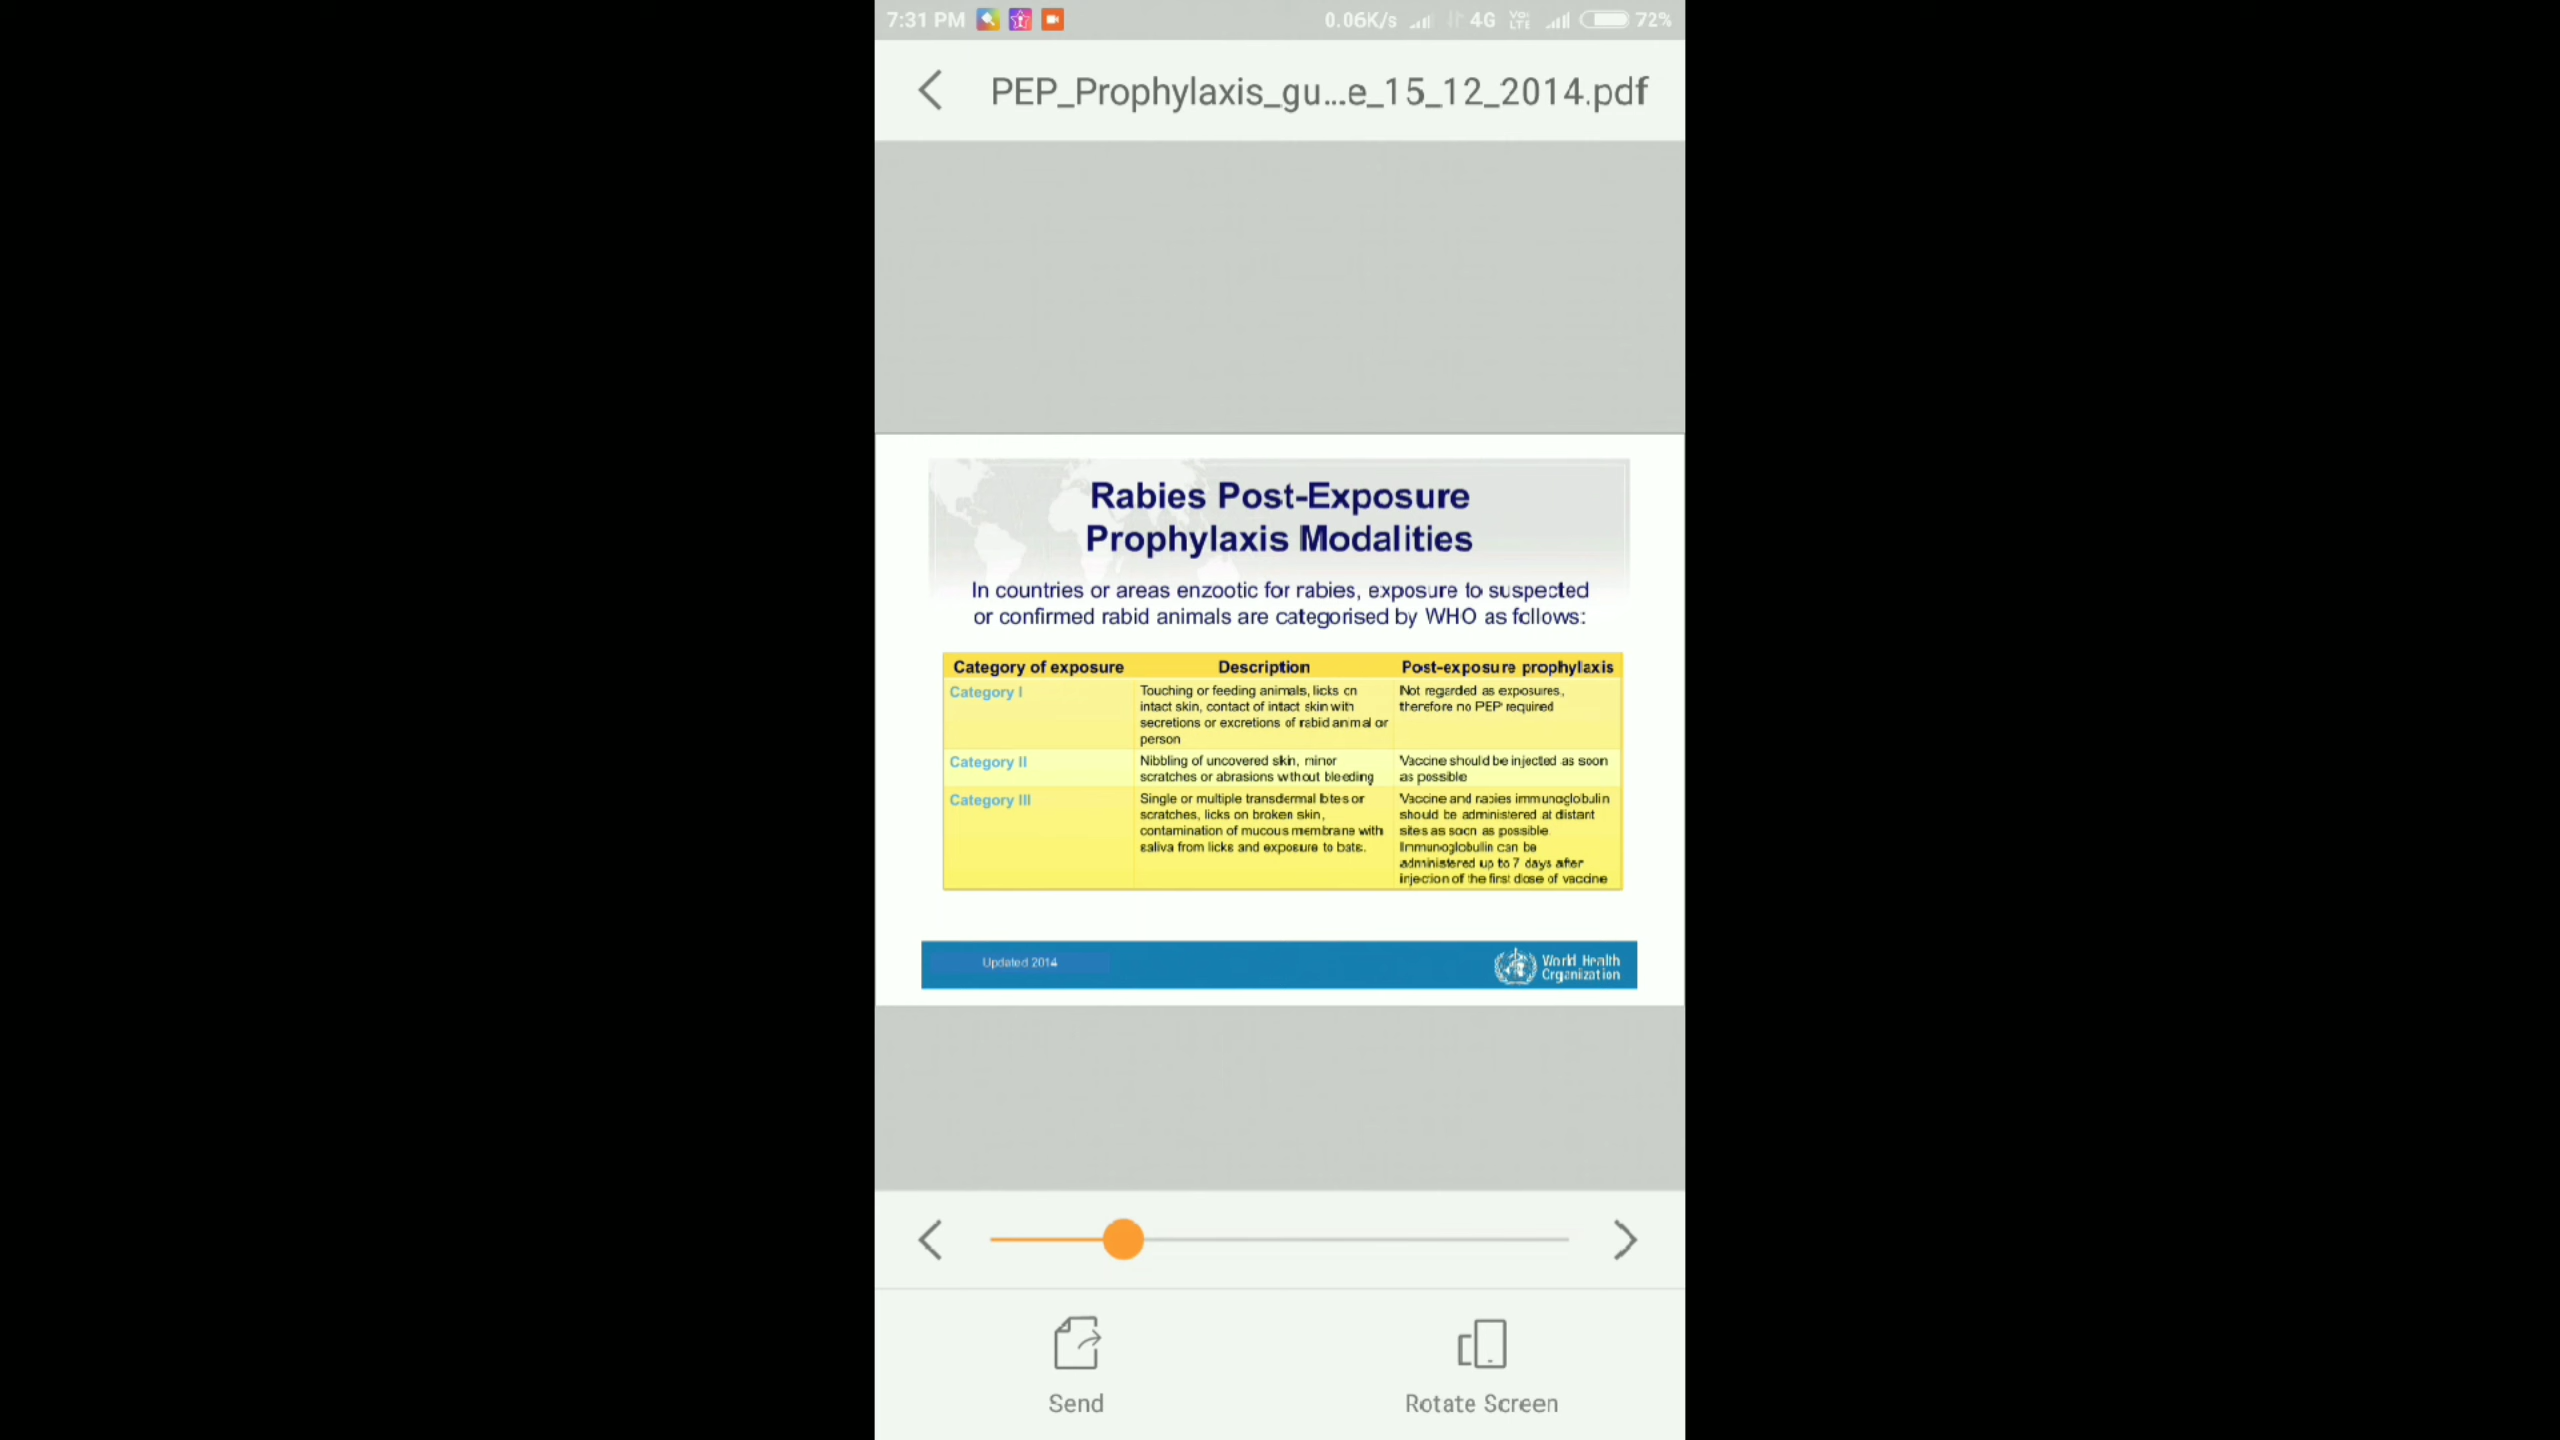 7:31 PM 0.06K/s 4G VoLTE 72%
PEP_Prophylaxis_gu...e_15_12_2014.pdf
Rabies Post-Exposure
Prophylaxis Modalities
In countries or areas enzootic for rabies, exposure to suspected
or confirmed rabid animals are categorised by WHO as follows:
Category of exposure Description Post-exposure prophylaxis
Category I
Touching or feeding animals, licks on
intact skin, contact of intact skin with
secretions or excretions of rabid animal or
person
Not regarded as exposures,
therefore no PEP required
Category II
Nibbling of uncovered skin, minor
scratches or abrasions without bleeding
Vaccine should be injected as soon
as possible
Category III
Single or multiple transdermal bites or
scratches, licks on broken skin,
contamination of mucous membrane with
saliva from licks and exposure to bats.
Vaccine and rabies immunoglobulin
should be administered at distant
sites as soon as possible.
Immunoglobulin can be
administered up to 7 days after
injection of the first dose of vaccine
Updated 2014
World Health
Organization
Send
Rotate Screen